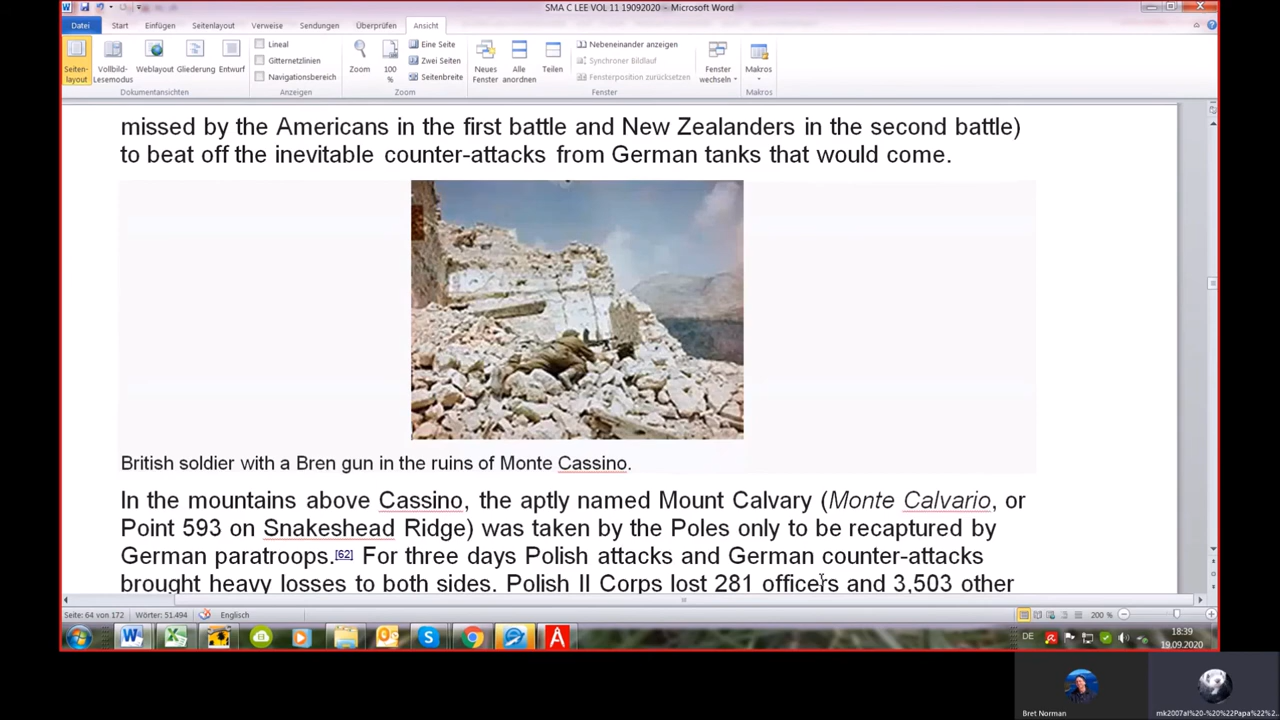 SMA C LEE VOL 11 19092020 - Microsoft Word
Datei Start Einfügen Seitenlayout Verweise Sendungen Überprüfen Ansicht
Seiten-layout Vollbild-Lesemodus Weblayout Gliederung Entwurf
Lineal
Gitternetzlinien
Navigationsbereich
Zoom 100 %
Eine Seite
Zwei Seiten
Seitenbreite
Neues Fenster Alle anordnen Teilen
Nebeneinander anzeigen
Synchroner Bildlauf
Fensterposition zurücksetzen
Fenster wechseln Makros
Dokumentansichten Anzeigen Zoom Fenster Makros
missed by the Americans in the first battle and New Zealanders in the second battle)
to beat off the inevitable counter-attacks from German tanks that would come.
British soldier with a Bren gun in the ruins of Monte Cassino.
In the mountains above Cassino, the aptly named Mount Calvary (Monte Calvario, or
Point 593 on Snakeshead Ridge) was taken by the Poles only to be recaptured by
German paratroops.[62] For three days Polish attacks and German counter-attacks
brought heavy losses to both sides. Polish II Corps lost 281 officers and 3,503 other
Seite: 64 von 172 Wörter: 51.494 Englisch 200 %
DE 18:39
19.09.2020
Bret Norman mk2007al%20-%20%22Papa%22%2...